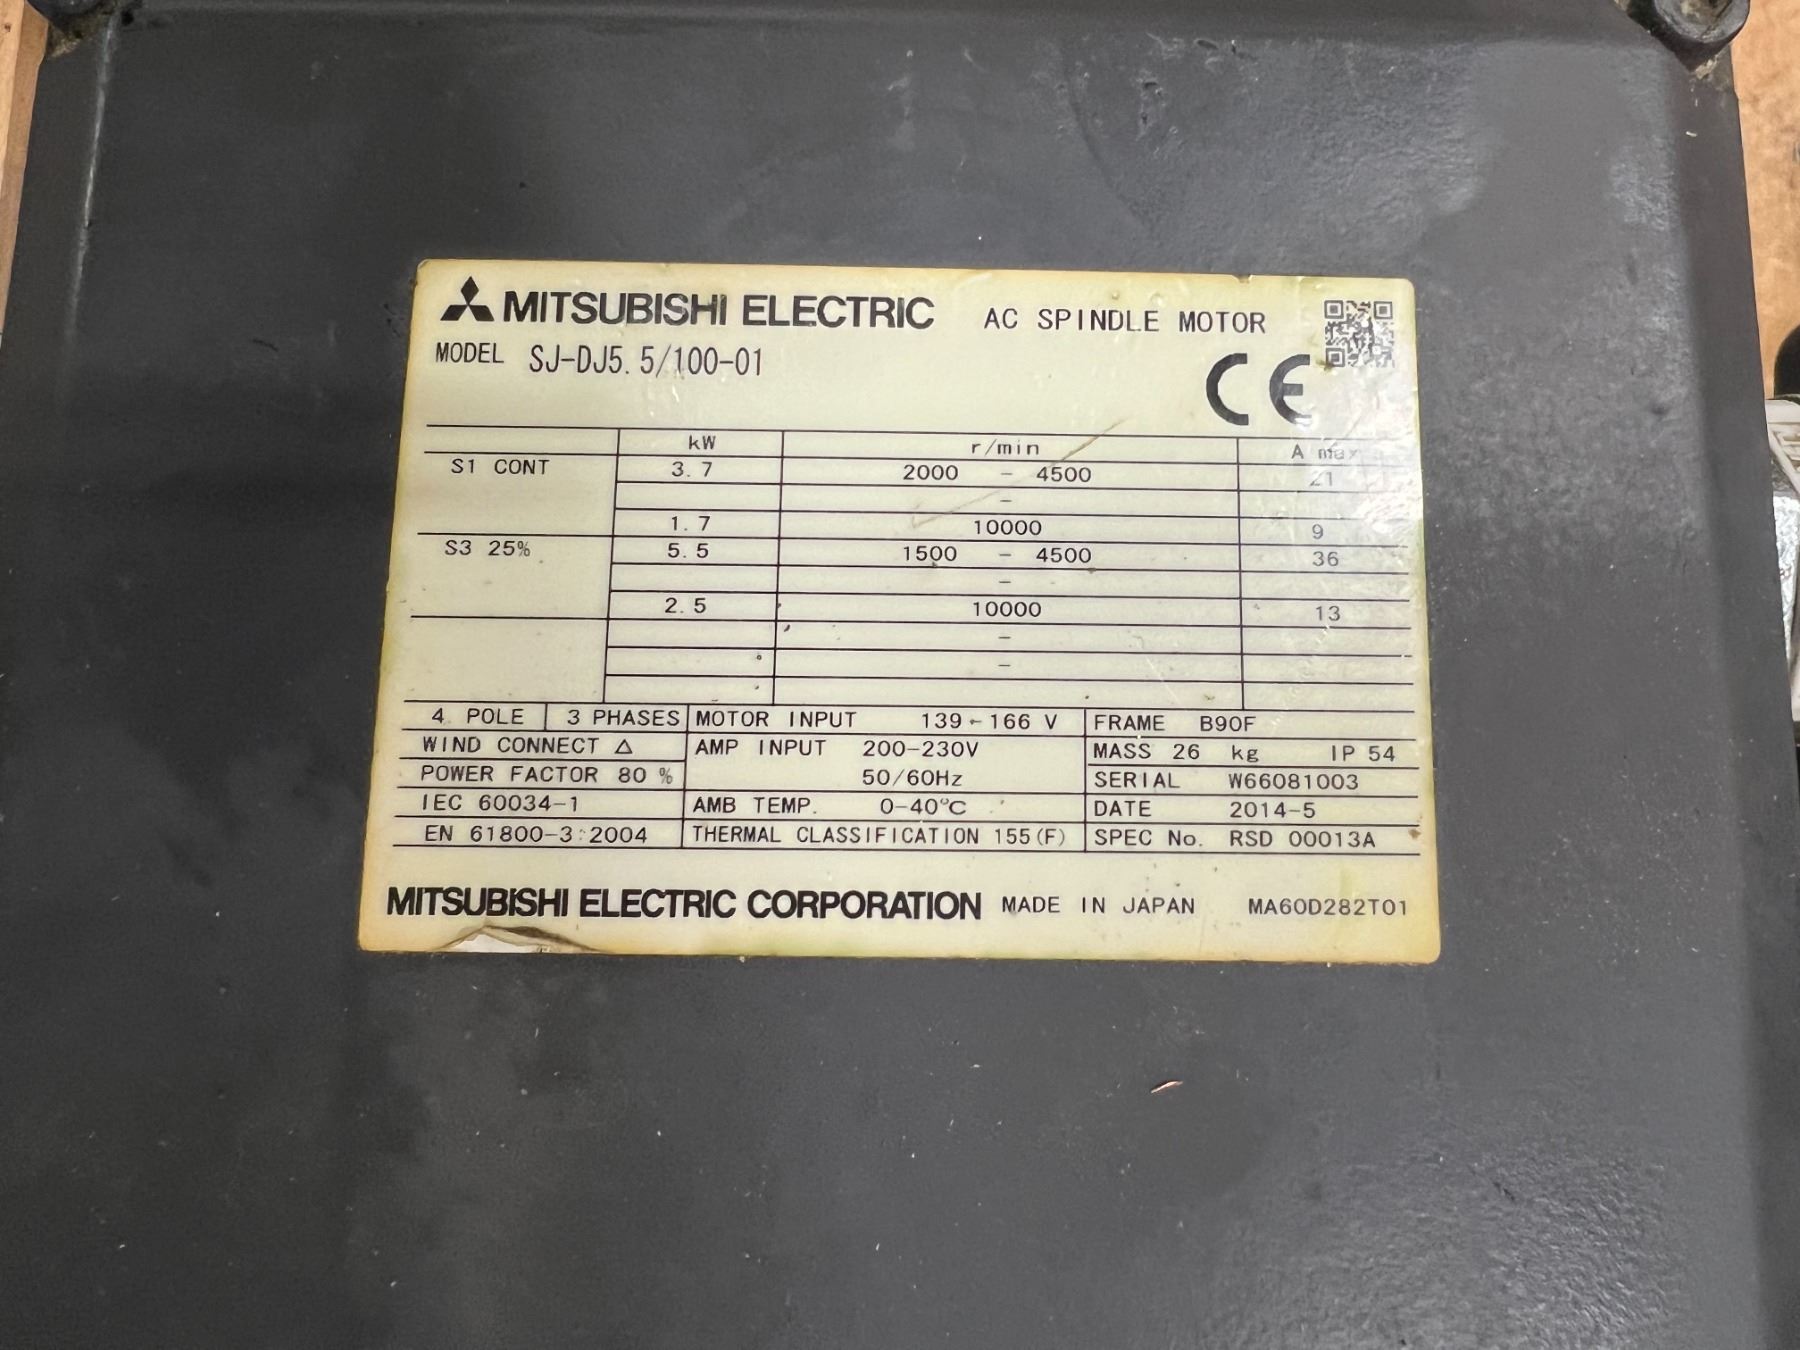 MITSUBISHI ELECTRIC AC SPINDLE MOTOR
MODEL SJ-DJ5.5/100-01
CE
kW r/min A max
S1 CONT 3.7 2000 - 4500 21
-
1.7 10000 9
S3 25% 5.5 1500 - 4500 36
-
2.5 10000 13
-
-
4 POLE 3 PHASES MOTOR INPUT 139-166 V FRAME B90F
WIND CONNECT △ AMP INPUT 200-230V MASS 26 kg IP 54
POWER FACTOR 80 % 50/60Hz SERIAL W66081003
IEC 60034-1 AMB TEMP. 0-40℃ DATE 2014-5
EN 61800-3:2004 THERMAL CLASSIFICATION 155(F) SPEC No. RSD 00013A
MITSUBISHI ELECTRIC CORPORATION MADE IN JAPAN MA60D282T01